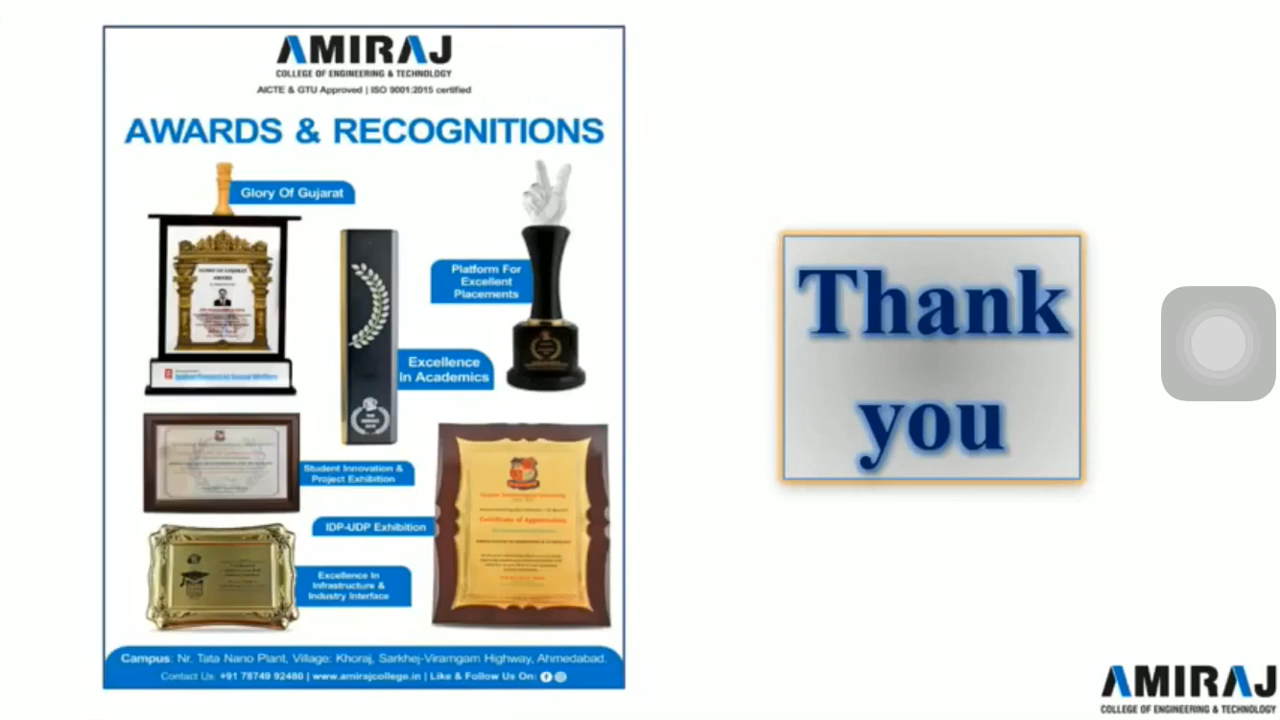 AMIRAJ
COLLEGE OF ENGINEERING & TECHNOLOGY
AICTE & GTU Approved | ISO 9001:2015 certified
AWARDS & RECOGNITIONS
Glory Of Gujarat
Platform For
Excellent
Placements
Excellence
In Academics
Student Innovation &
Project Exhibition
IDP-UDP Exhibition
Certificate of Appreciation
Excellence In
Infrastructure &
Industry Interface
Campus: Nr. Tata Nano Plant, Village: Khoraj, Sarkhej-Viramgam Highway, Ahmedabad.
Contact Us: +91 78749 92480 | www.amirajcollege.in | Like & Follow Us On:
Thank
you
AMIRAJ
COLLEGE OF ENGINEERING & TECHNOLOGY